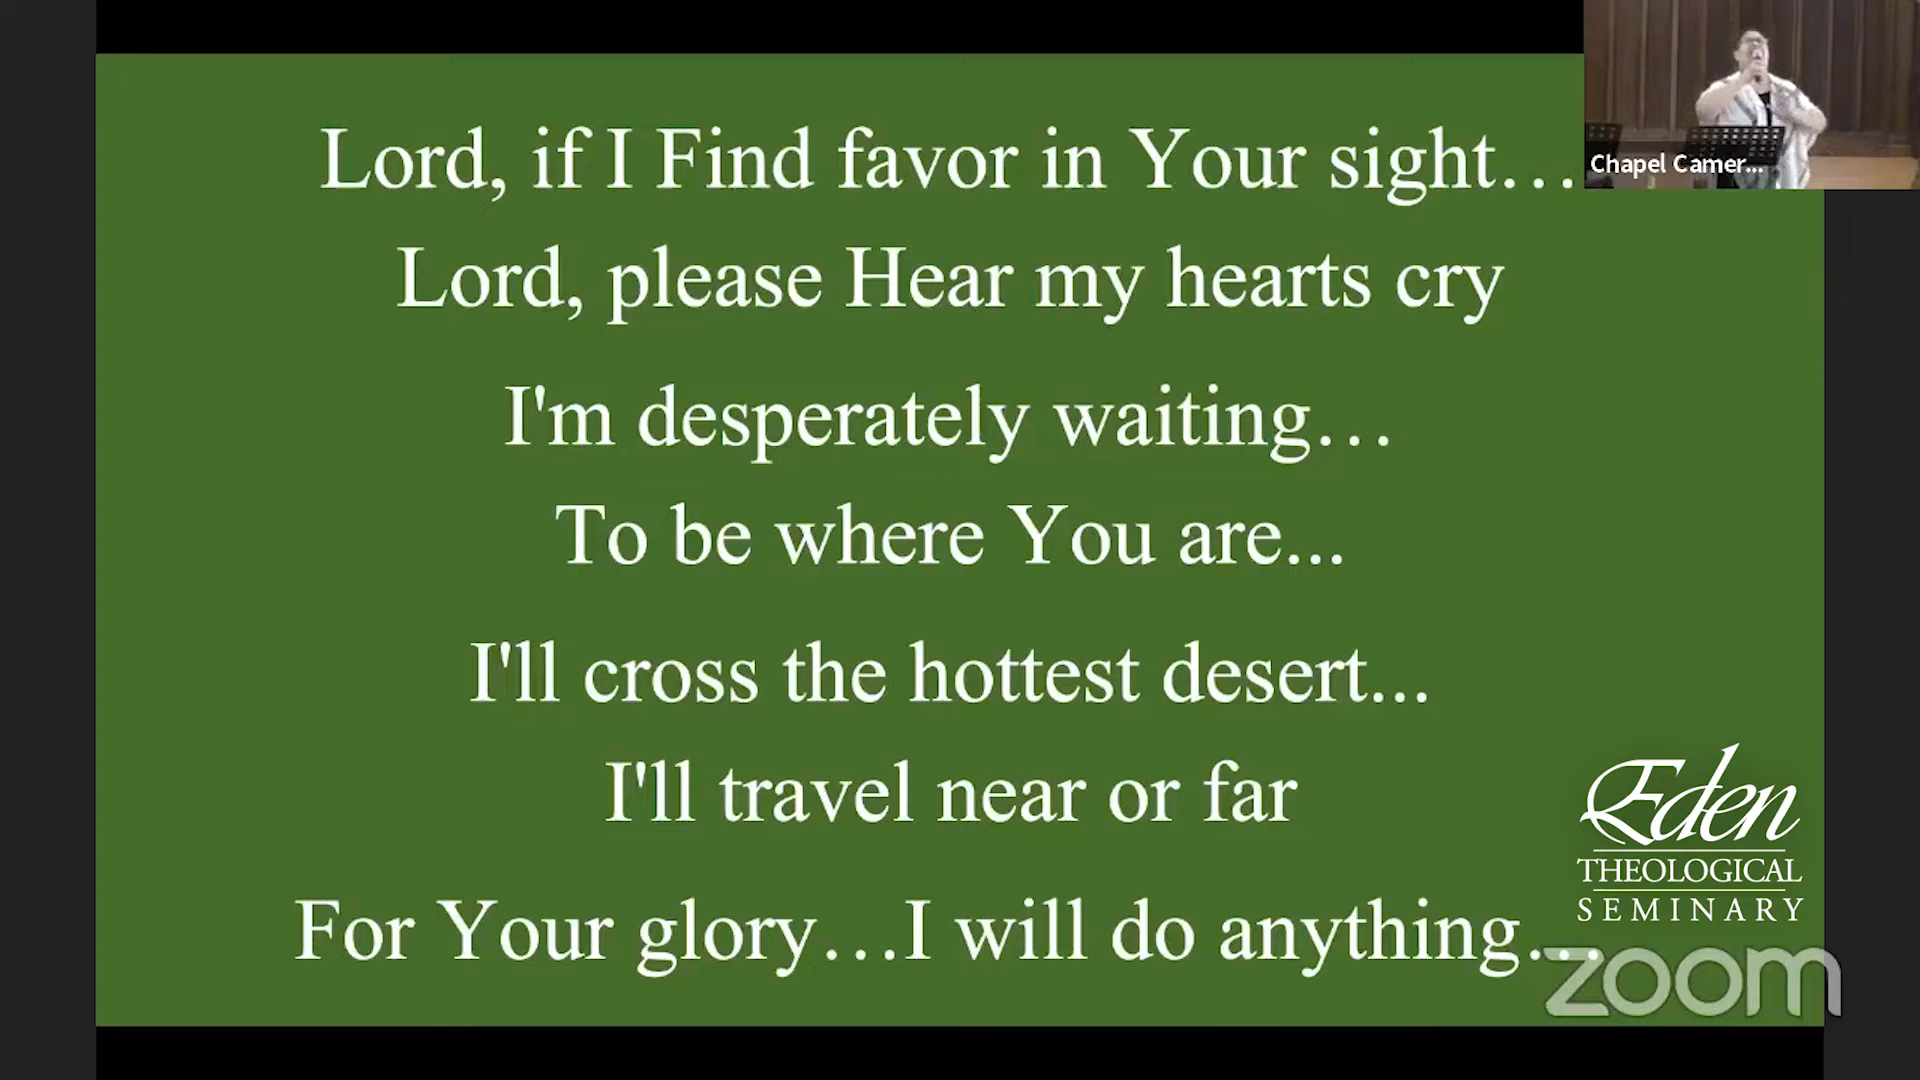 Lord, if I Find favor in Your sight…
Chapel Camer...
Lord, please Hear my hearts cry
I'm desperately waiting…
To be where You are...
I'll cross the hottest desert...
I'll travel near or far
For Your glory…I will do anything...
Eden
THEOLOGICAL
SEMINARY
zoom